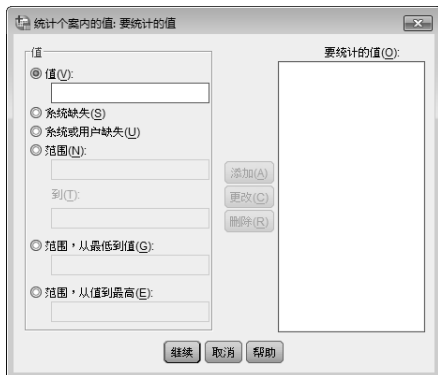 统计个案内的值: 要统计的值
值
值(V):
系统缺失(S)
系统或用户缺失(U)
范围(N):
到(T):
范围，从最低到值(G):
范围，从值到最高(E):
要统计的值(O):
添加(A)
更改(C)
删除(R)
继续
取消
帮助